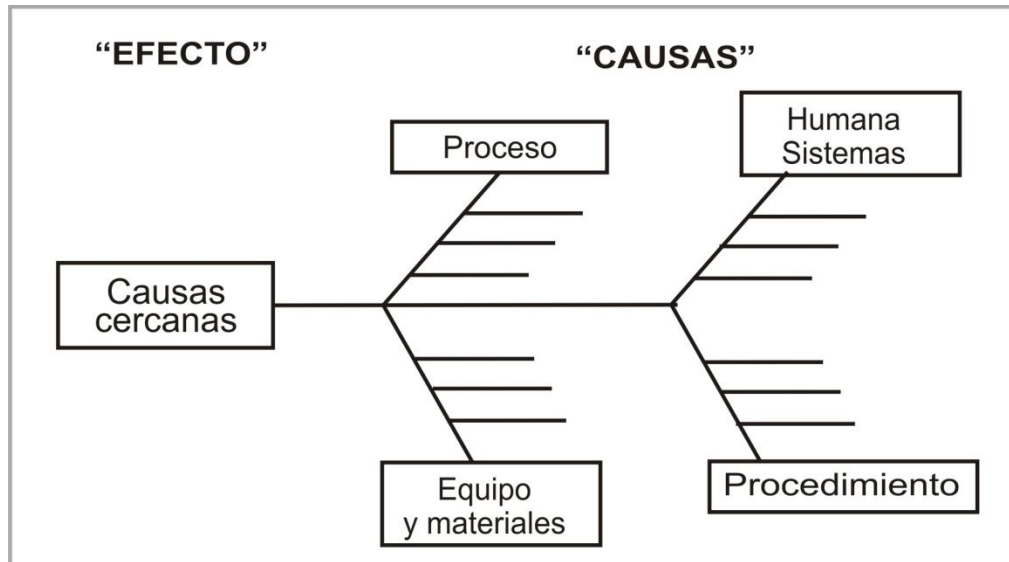 “EFECTO”
“CAUSAS”
Proceso
Humana
Sistemas
Causas
cercanas
Equipo
y materiales
Procedimiento